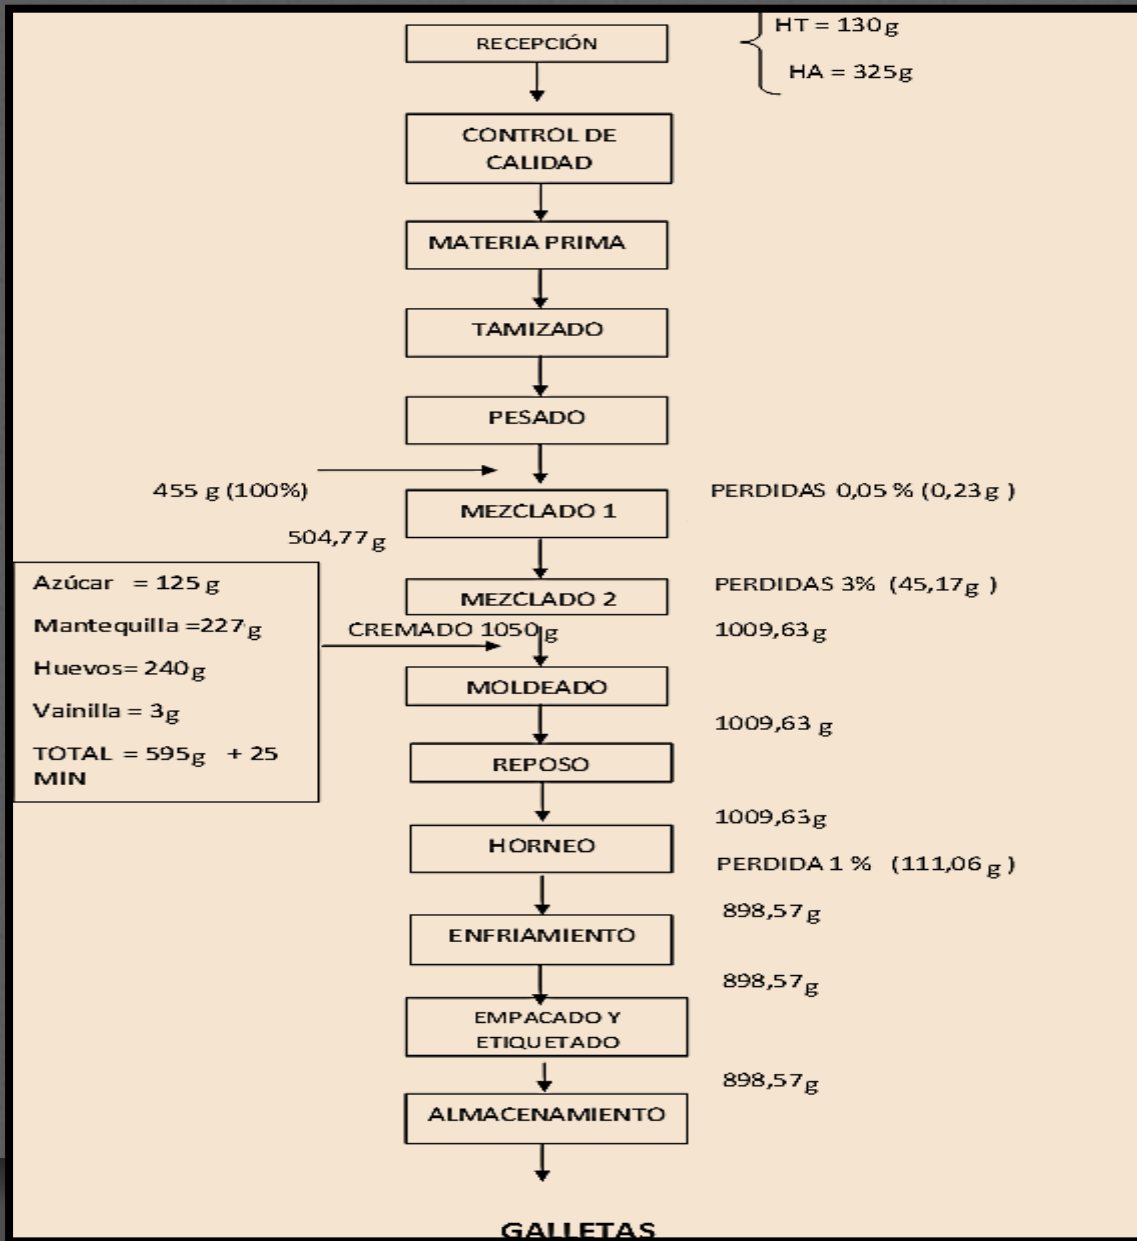 RECEPCIÓN
HT = 130g
HA = 325g
CONTROL DE
CALIDAD
MATERIA PRIMA
TAMIZADO
PESADO
455 g (100%)
PERDIDAS 0,05 % (0,23g )
MEZCLADO 1
504,77g
MEZCLADO 2
PERDIDAS 3% (45,17g )
CREMADO 1050g
1009,63g
Azúcar = 125g
Mantequilla =227g
Huevos= 240g
Vainilla = 3g
TOTAL = 595g + 25
MIN
MOLDEADO
1009,63g
REPOSO
1009,63g
HORNEO
PERDIDA 1 % (111,06g )
898,57g
ENFRIAMIENTO
898,57g
EMPACADO Y
ETIQUETADO
898,57g
ALMACENAMIENTO
GALLETAS